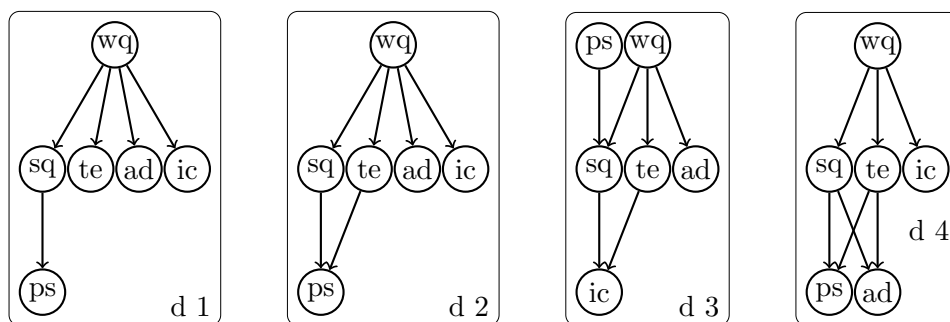 wq
sq te ad ic
ps
d 1
wq
sq te ad ic
ps
d 2
ps wq
sq te ad
ic
d 3
wq
sq te ic
ps ad
d 4